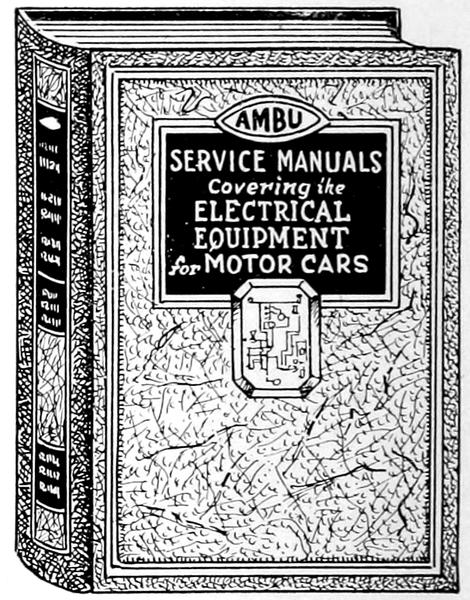 AMBU
SERVICE MANUALS
Covering the
ELECTRICAL
EQUIPMENT
for MOTOR CARS